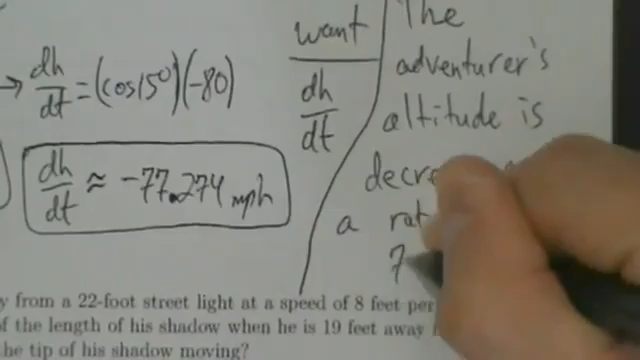 want
dh/dt
→ dh/dt = (cos 15°)(-80)
dh/dt ≈ -77.274 mph
The
adventurer's
altitude is
decre
a rat
7
y from a 22-foot street light at a speed of 8 feet per
of the length of his shadow when he is 19 feet away
he tip of his shadow moving?